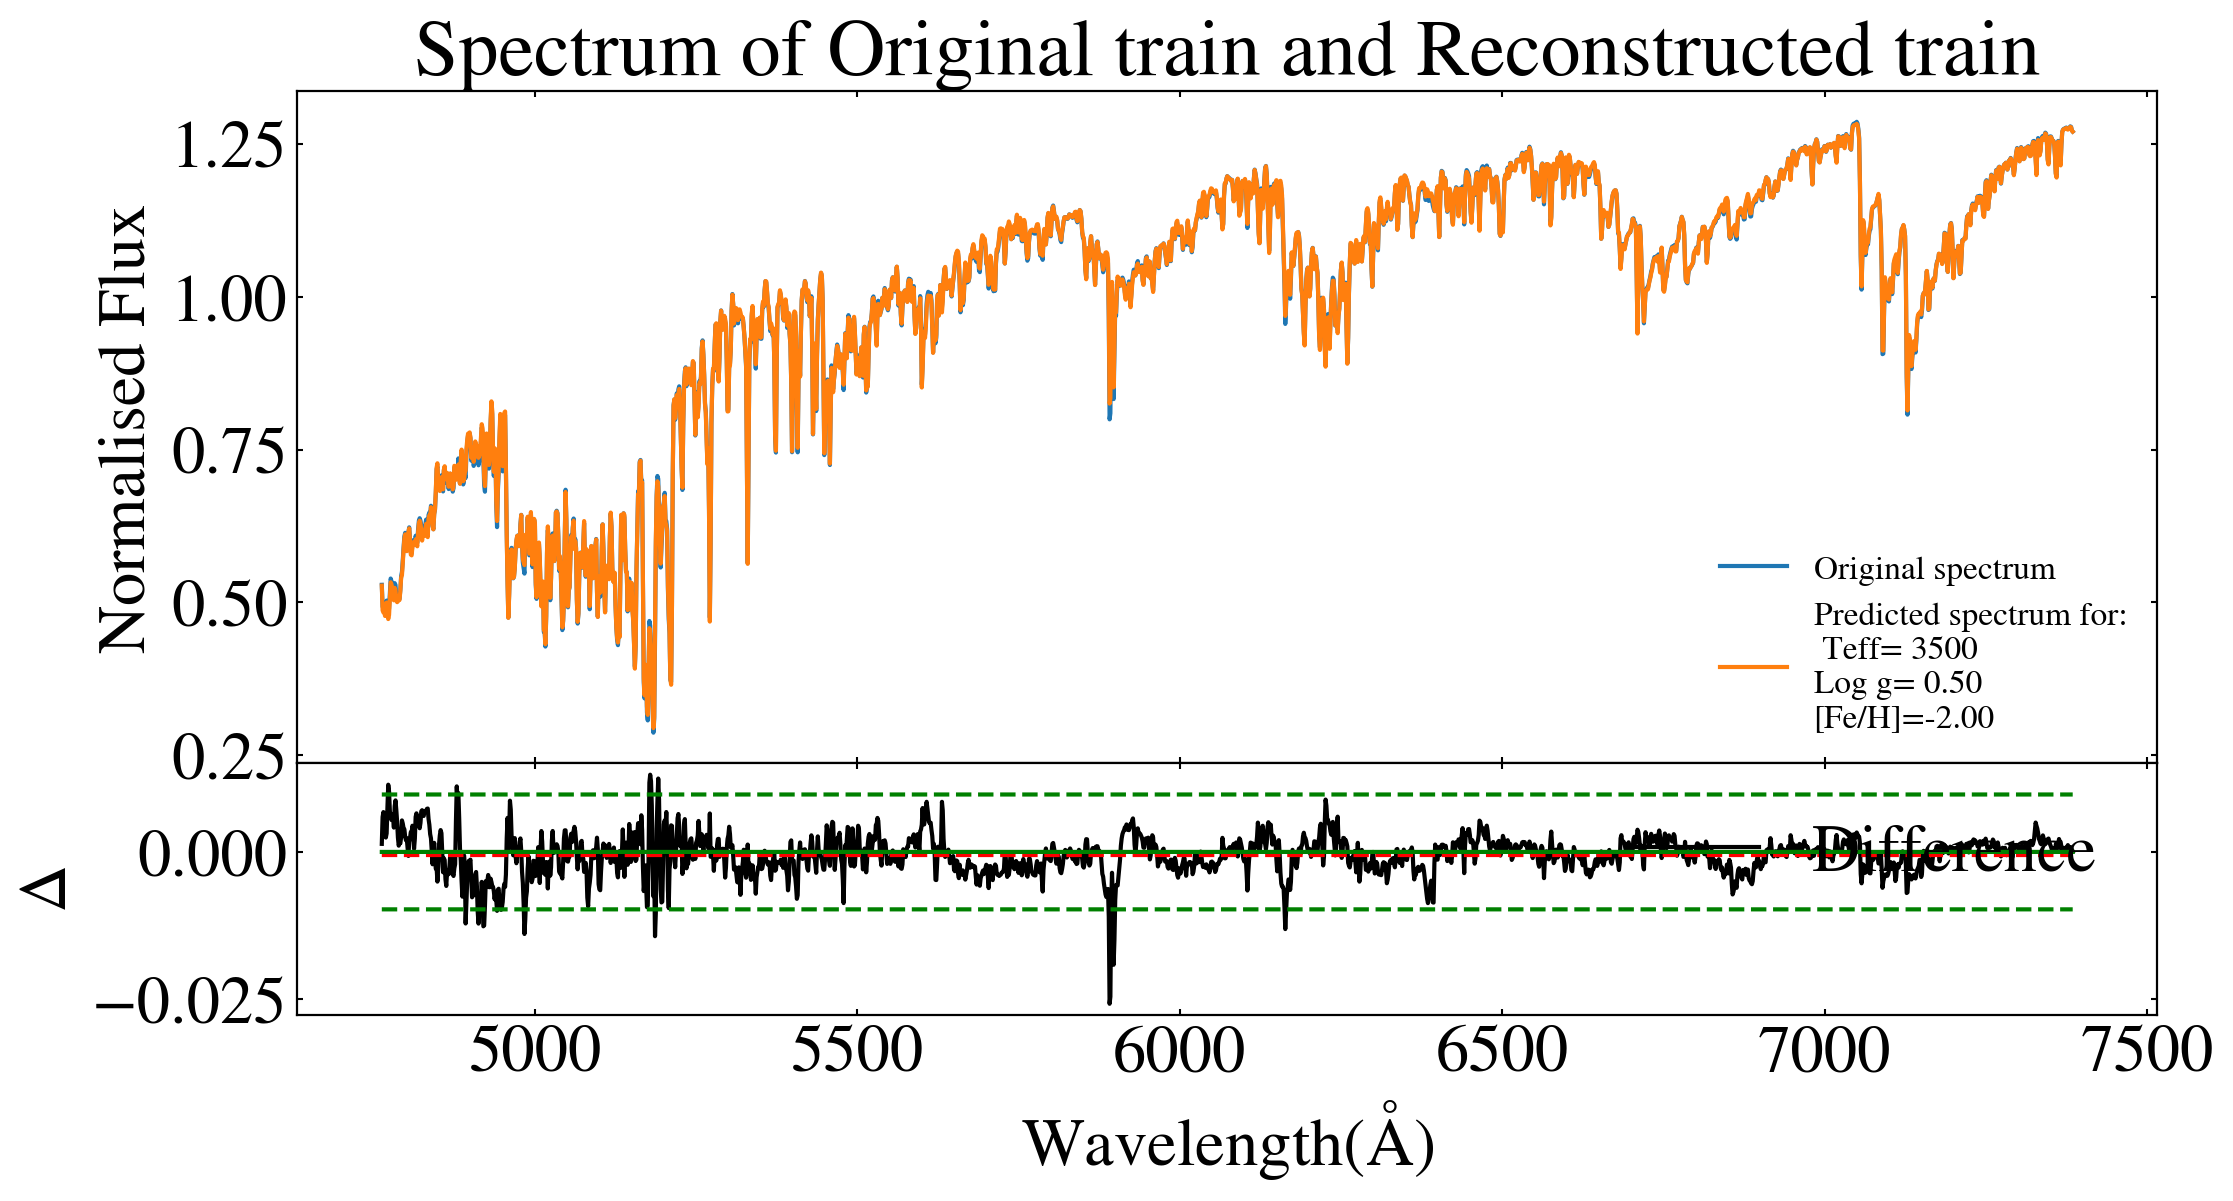 Spectrum of Original train and Reconstructed train
Normalised Flux
1.25
1.00
0.75
0.50
0.25
Original spectrum
Predicted spectrum for:
Teff= 3500
Log g= 0.50
[Fe/H]=-2.00
Δ
0.000
−0.025
Difference
5000 5500 6000 6500 7000 7500
Wavelength(Å)